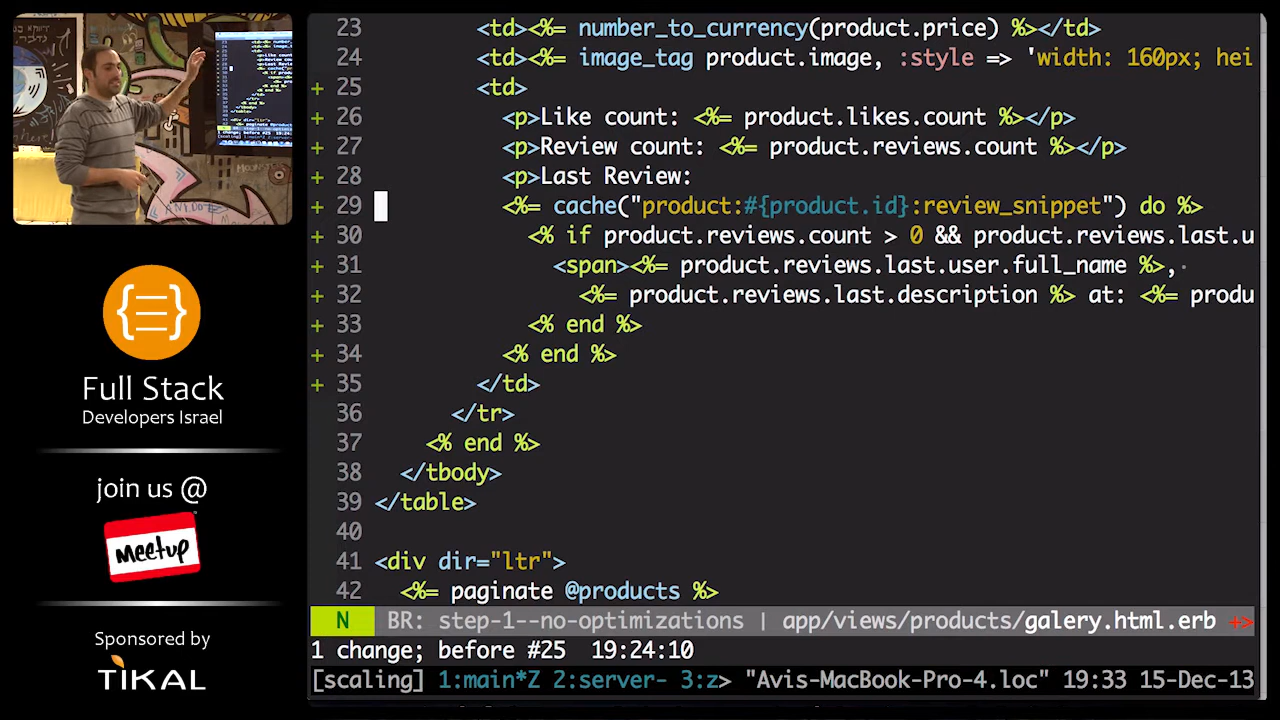 23 <td><%= number_to_currency(product.price) %></td>
24 <td><%= image_tag product.image, :style => 'width: 160px; hei
+ 25 <td>
+ 26 <p>Like count: <%= product.likes.count %></p>
+ 27 <p>Review count: <%= product.reviews.count %></p>
+ 28 <p>Last Review:
+ 29 <%= cache("product:#{product.id}:review_snippet") do %>
+ 30 <% if product.reviews.count > 0 && product.reviews.last.u
+ 31 <span><%= product.reviews.last.user.full_name %>,·
+ 32 <%= product.reviews.last.description %> at: <%= produ
+ 33 <% end %>
+ 34 <% end %>
+ 35 </td>
36 </tr>
37 <% end %>
38 </tbody>
39 </table>
40
41 <div dir="ltr">
42 <%= paginate @products %>
N BR: step-1--no-optimizations | app/views/products/galery.html.erb +>
1 change; before #25 19:24:10
[scaling] 1:main*Z 2:server- 3:z> "Avis-MacBook-Pro-4.loc" 19:33 15-Dec-13
Full Stack
Developers Israel
join us @
meetup
Sponsored by
TIKAL